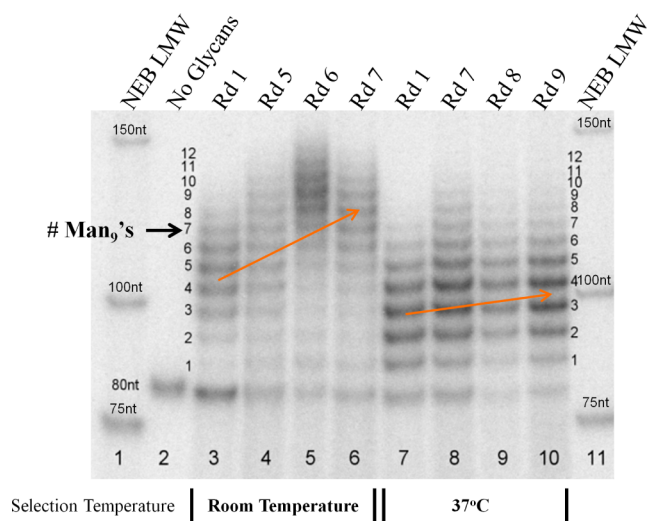 NEB LMW
No Glycans
Rd 1
Rd 5
Rd 6
Rd 7
Rd 1
Rd 7
Rd 8
Rd 9
NEB LMW
150nt
150nt
12
11
10
9
8
7
6
5
4
3
2
1
# Man9's
12
11
10
9
8
7
6
5
4
3
2
1
100nt
100nt
80nt
75nt
75nt
1 2 3 4 5 6 7 8 9 10 11
Selection Temperature Room Temperature 37°C